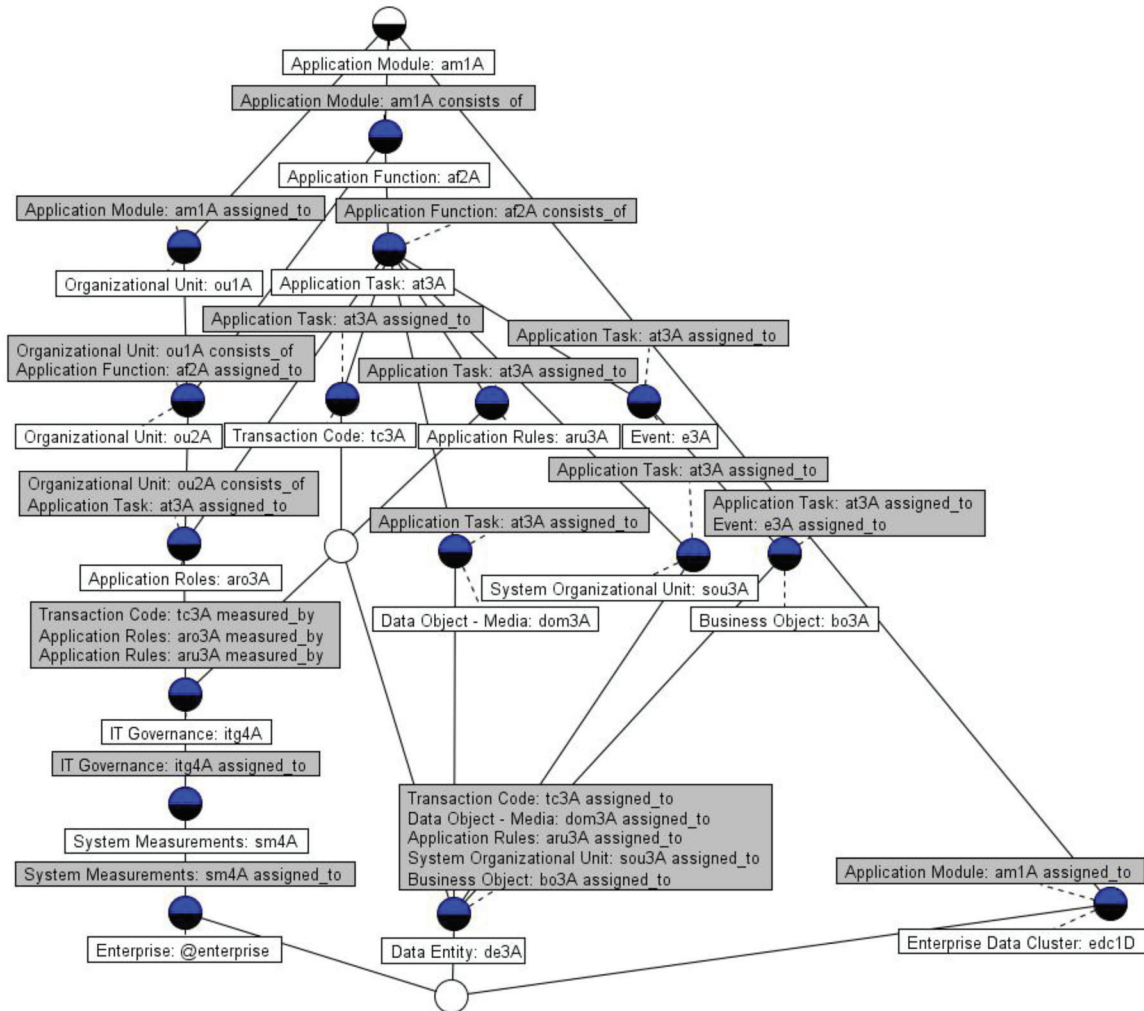 Application Module: am1A
Application Module: am1A consists_of
Application Function: af2A
Application Module: am1A assigned_to
Application Function: af2A consists_of
Organizational Unit: ou1A
Application Task: at3A
Application Task: at3A assigned_to
Application Task: at3A assigned_to
Organizational Unit: ou1A consists_of
Application Function: af2A assigned_to
Application Task: at3A assigned_to
Organizational Unit: ou2A
Transaction Code: tc3A
Application Rules: aru3A
Event: e3A
Organizational Unit: ou2A consists_of
Application Task: at3A assigned_to
Application Task: at3A assigned_to
Application Task: at3A assigned_to
Event: e3A assigned_to
Application Task: at3A assigned_to
Application Roles: aro3A
System Organizational Unit: sou3A
Data Object - Media: dom3A
Business Object: bo3A
Transaction Code: tc3A measured_by
Application Roles: aro3A measured_by
Application Rules: aru3A measured_by
IT Governance: itg4A
IT Governance: itg4A assigned_to
Transaction Code: tc3A assigned_to
Data Object - Media: dom3A assigned_to
Application Rules: aru3A assigned_to
System Organizational Unit: sou3A assigned_to
Business Object: bo3A assigned_to
System Measurements: sm4A
System Measurements: sm4A assigned_to
Application Module: am1A assigned_to
Enterprise: @enterprise
Data Entity: de3A
Enterprise Data Cluster: edc1D